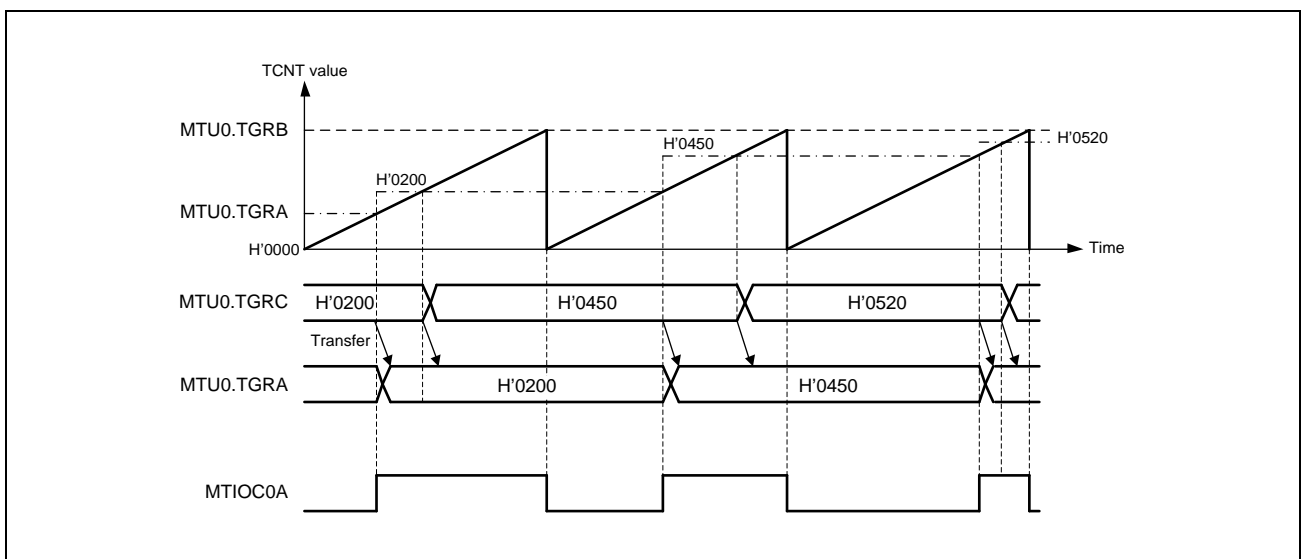 TCNT value
MTU0.TGRB
H'0450
H'0520
H'0200
MTU0.TGRA
H'0000
Time
MTU0.TGRC H'0200 H'0450 H'0520
Transfer
MTU0.TGRA H'0200 H'0450
MTIOC0A